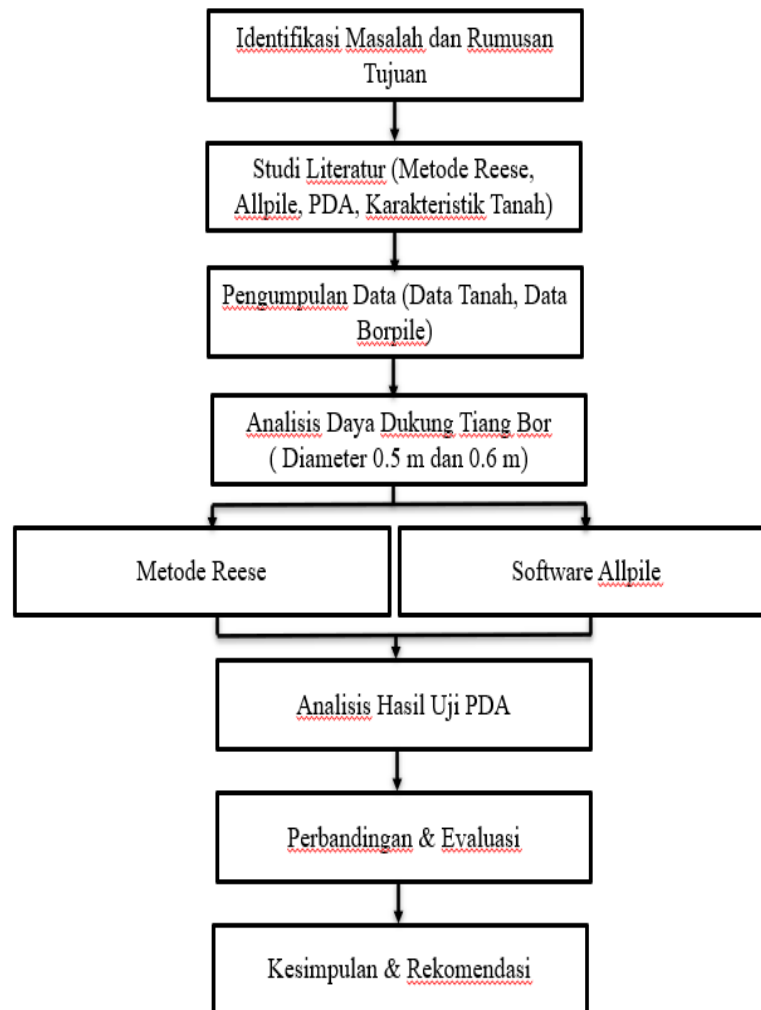 Identifikasi Masalah dan Rumusan
Tujuan
Studi Literatur (Metode Reese,
Allpile, PDA, Karakteristik Tanah)
Pengumpulan Data (Data Tanah, Data
Borpile)
Analisis Daya Dukung Tiang Bor
( Diameter 0.5 m dan 0.6 m)
Metode Reese
Software Allpile
Analisis Hasil Uji PDA
Perbandingan & Evaluasi
Kesimpulan & Rekomendasi